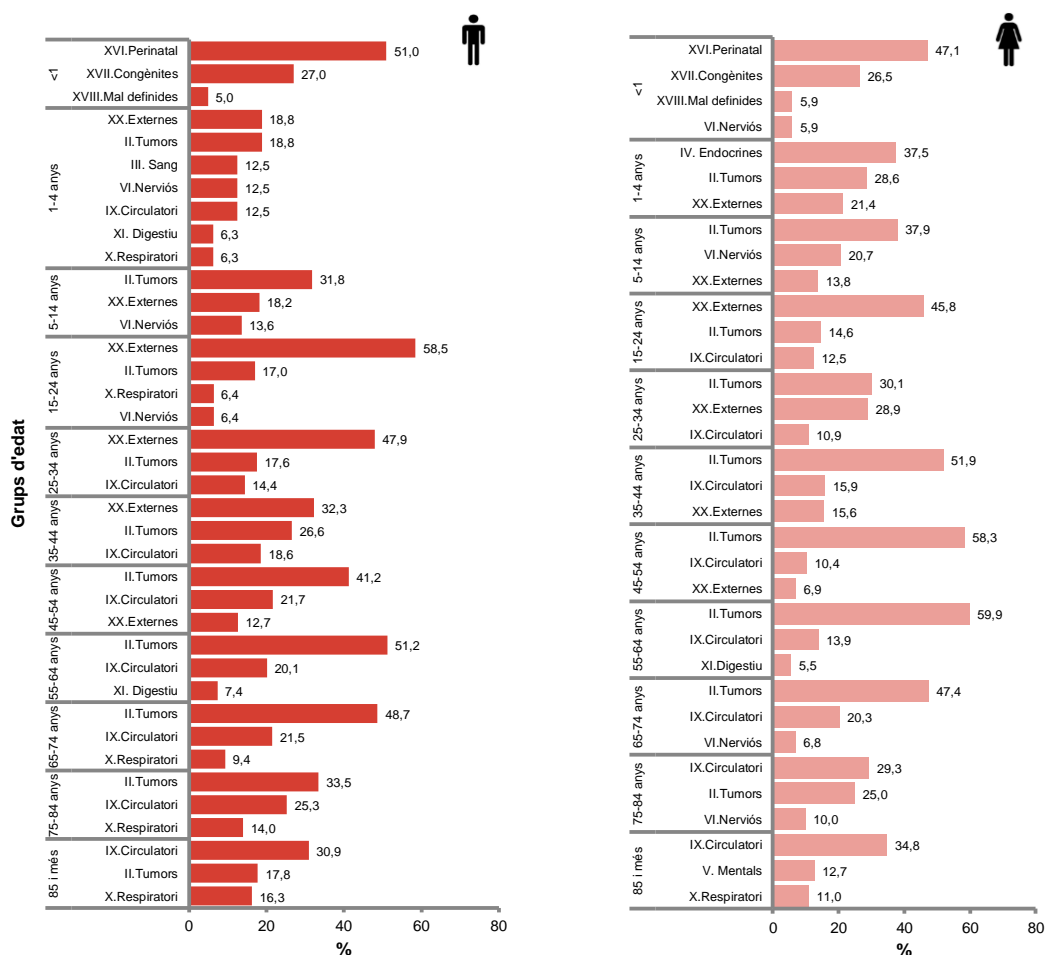 Grups d'edat
<1
XVI.Perinatal 51,0
XVII.Congènites 27,0
XVIII.Mal definides 5,0
1-4 anys
XX.Externes 18,8
II.Tumors 18,8
III. Sang 12,5
VI.Nerviós 12,5
IX.Circulatori 12,5
XI. Digestiu 6,3
X.Respiratori 6,3
5-14 anys
II.Tumors 31,8
XX.Externes 18,2
VI.Nerviós 13,6
15-24 anys
XX.Externes 58,5
II.Tumors 17,0
X.Respiratori 6,4
VI.Nerviós 6,4
25-34 anys
XX.Externes 47,9
II.Tumors 17,6
IX.Circulatori 14,4
35-44 anys
XX.Externes 32,3
II.Tumors 26,6
IX.Circulatori 18,6
45-54 anys
II.Tumors 41,2
IX.Circulatori 21,7
XX.Externes 12,7
55-64 anys
II.Tumors 51,2
IX.Circulatori 20,1
XI. Digestiu 7,4
65-74 anys
II.Tumors 48,7
IX.Circulatori 21,5
X.Respiratori 9,4
75-84 anys
II.Tumors 33,5
IX.Circulatori 25,3
X.Respiratori 14,0
85 i més
IX.Circulatori 30,9
II.Tumors 17,8
X.Respiratori 16,3
0 20 40 60 80
%
<1
XVI.Perinatal 47,1
XVII.Congènites 26,5
XVIII.Mal definides 5,9
VI.Nerviós 5,9
1-4 anys
IV. Endocrines 37,5
II.Tumors 28,6
XX.Externes 21,4
5-14 anys
II.Tumors 37,9
VI.Nerviós 20,7
XX.Externes 13,8
15-24 anys
XX.Externes 45,8
II.Tumors 14,6
IX.Circulatori 12,5
25-34 anys
II.Tumors 30,1
XX.Externes 28,9
IX.Circulatori 10,9
35-44 anys
II.Tumors 51,9
IX.Circulatori 15,9
XX.Externes 15,6
45-54 anys
II.Tumors 58,3
IX.Circulatori 10,4
XX.Externes 6,9
55-64 anys
II.Tumors 59,9
IX.Circulatori 13,9
XI.Digestiu 5,5
65-74 anys
II.Tumors 47,4
IX.Circulatori 20,3
VI.Nerviós 6,8
75-84 anys
IX.Circulatori 29,3
II.Tumors 25,0
VI.Nerviós 10,0
85 i més
IX.Circulatori 34,8
V. Mentals 12,7
X.Respiratori 11,0
0 20 40 60 80
%